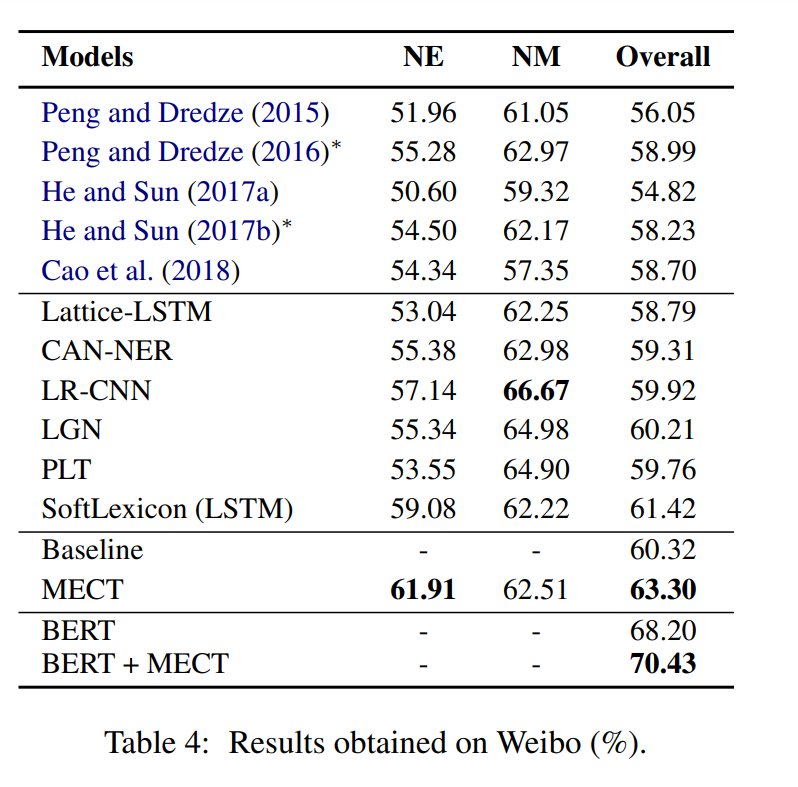 Models NE NM Overall
Peng and Dredze (2015) 51.96 61.05 56.05
Peng and Dredze (2016)* 55.28 62.97 58.99
He and Sun (2017a) 50.60 59.32 54.82
He and Sun (2017b)* 54.50 62.17 58.23
Cao et al. (2018) 54.34 57.35 58.70
Lattice-LSTM 53.04 62.25 58.79
CAN-NER 55.38 62.98 59.31
LR-CNN 57.14 66.67 59.92
LGN 55.34 64.98 60.21
PLT 53.55 64.90 59.76
SoftLexicon (LSTM) 59.08 62.22 61.42
Baseline - - 60.32
MECT 61.91 62.51 63.30
BERT - - 68.20
BERT + MECT - - 70.43
Table 4: Results obtained on Weibo (%).